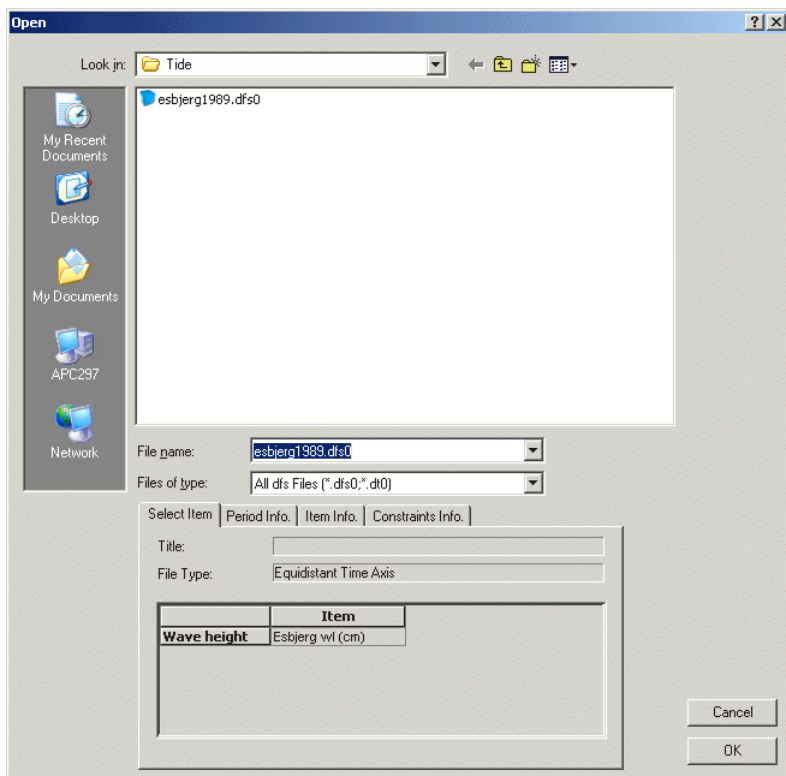 Open
Look in: Tide
esbjerg1989.dfs0
My Recent
Documents
Desktop
My Documents
APC297
Network
File name: esbjerg1989.dfs0
Files of type: All dfs Files (*.dfs0;*.dt0)
Select Item Period Info. Item Info. Constraints Info.
Title:
File Type: Equidistant Time Axis
Item
Wave height Esbjerg wl (cm)
Cancel
OK